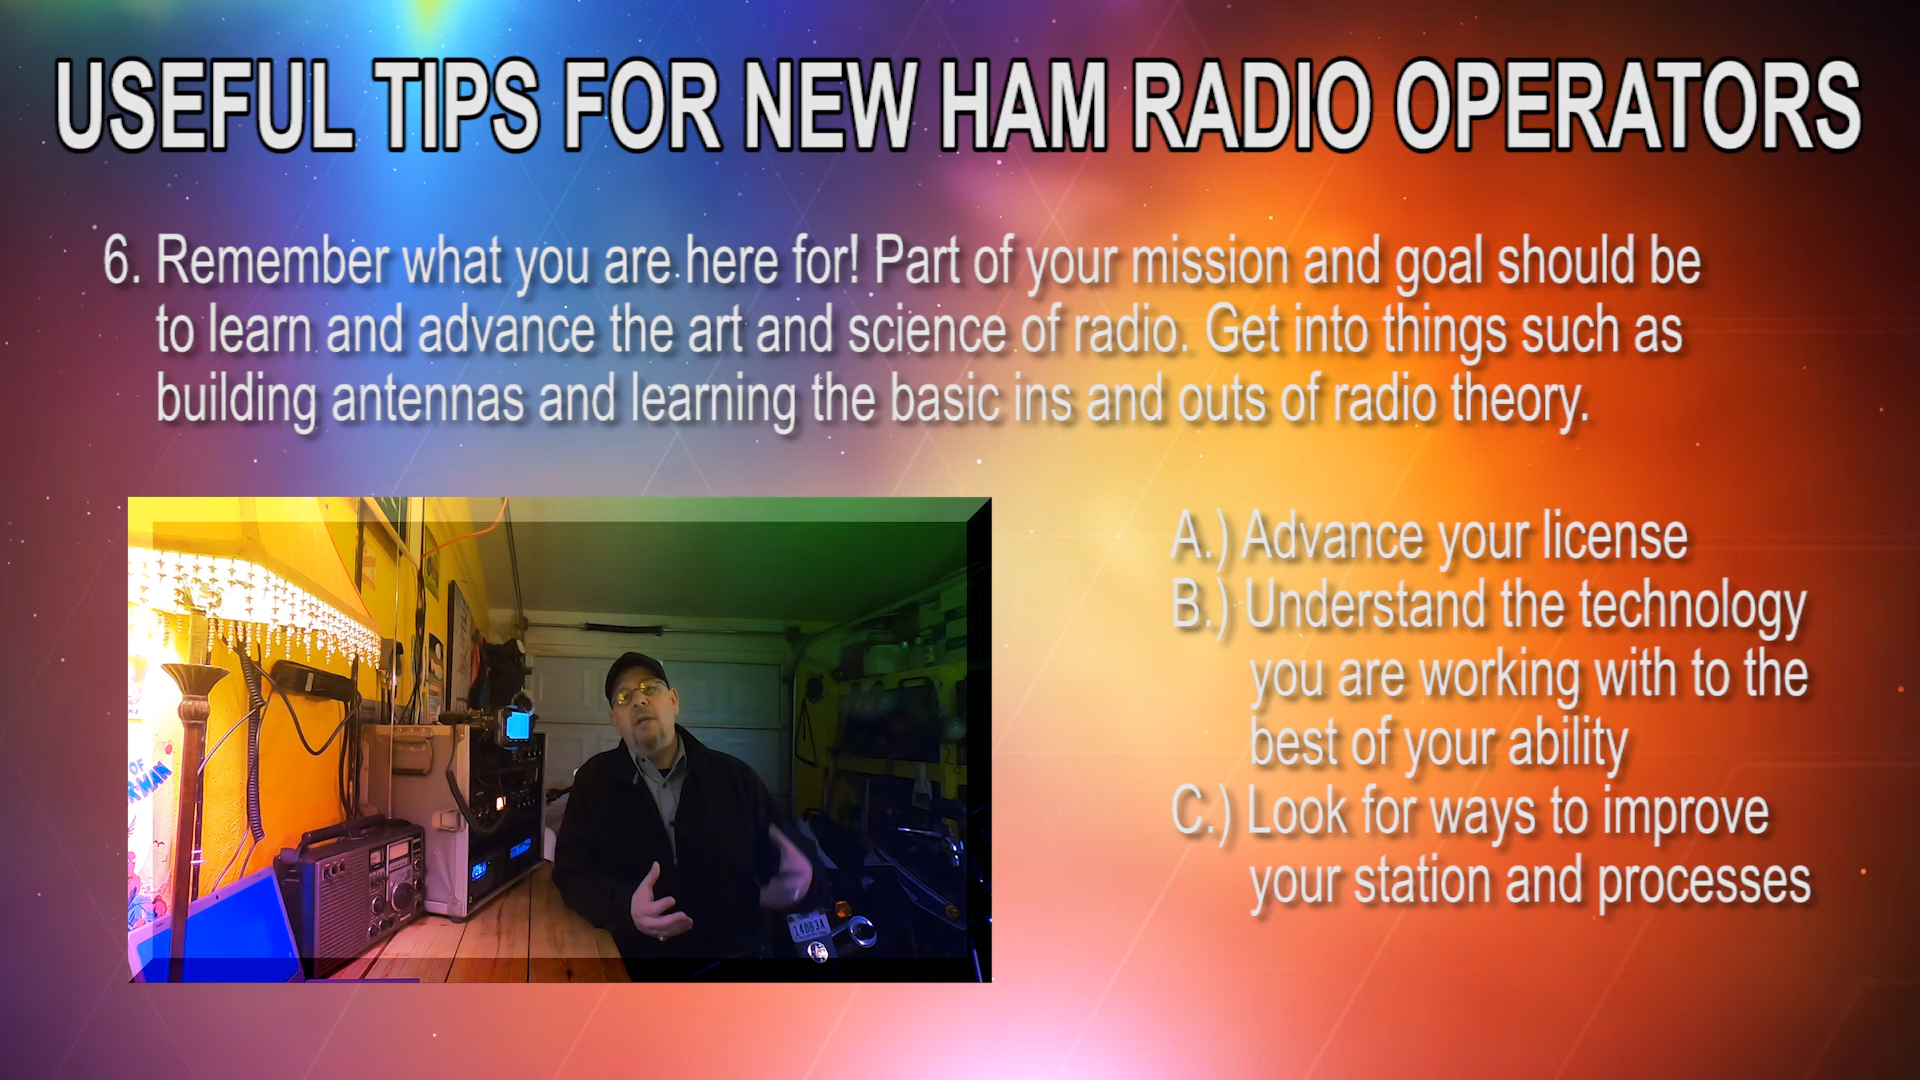 USEFUL TIPS FOR NEW HAM RADIO OPERATORS
6. Remember what you are here for! Part of your mission and goal should be
to learn and advance the art and science of radio. Get into things such as
building antennas and learning the basic ins and outs of radio theory.
A.) Advance your license
B.) Understand the technology
you are working with to the
best of your ability
C.) Look for ways to improve
your station and processes
OF
R-MAN